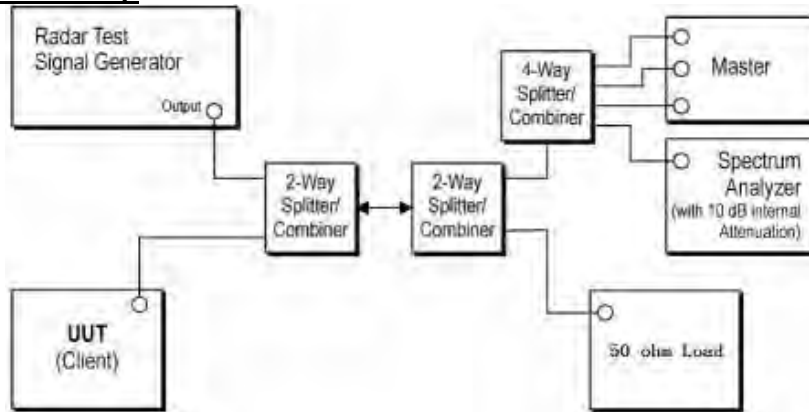 Radar Test
Signal Generator
Output
2-Way
Splitter/
Combiner
2-Way
Splitter/
Combiner
4-Way
Splitter/
Combiner
Master
Spectrum
Analyzer
(with 10 dB internal
Attenuation)
UUT
(Client)
50 ohm Load